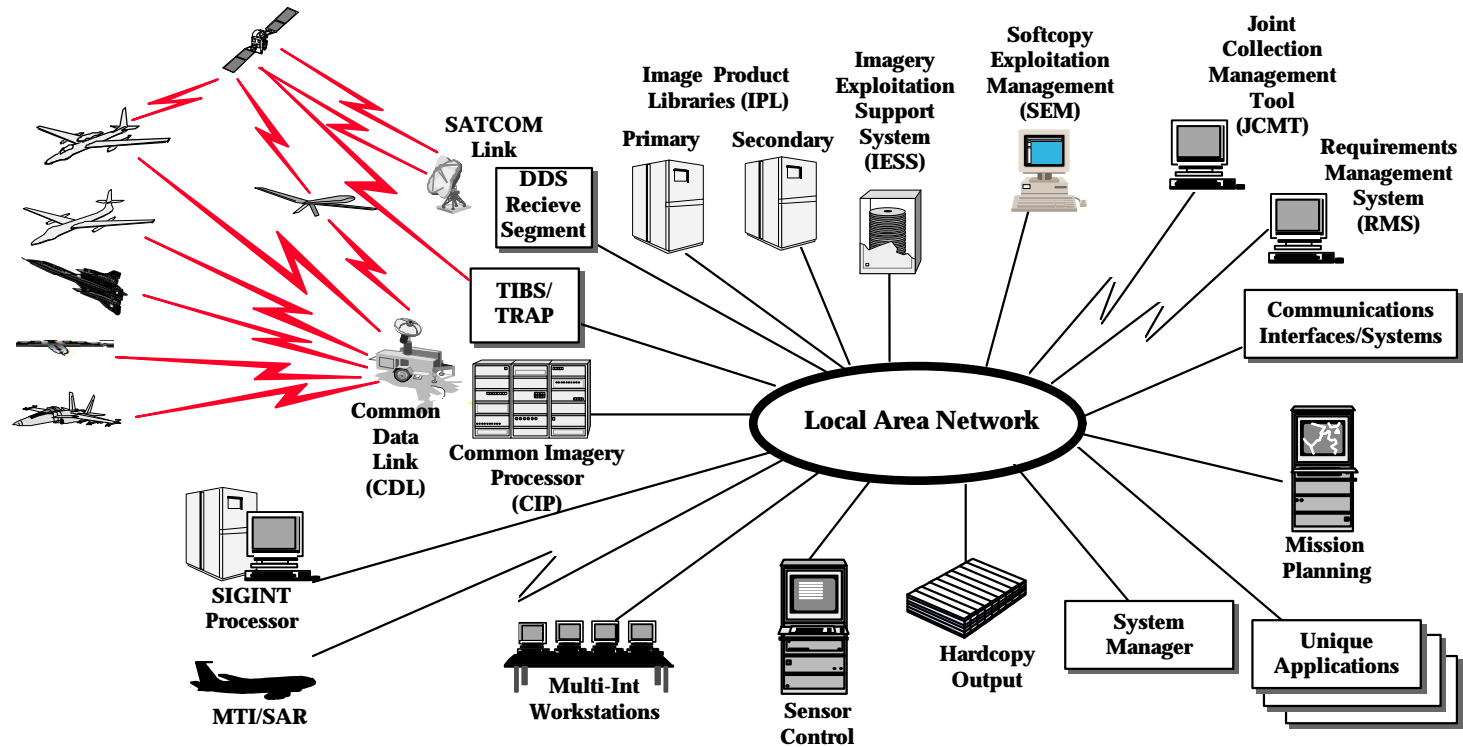 Image Product
Libraries (IPL)
Primary
Secondary
Imagery
Exploitation
Support
System
(IESS)
Softcopy
Exploitation
Management
(SEM)
Joint
Collection
Management
Tool
(JCMT)
Requirements
Management
System
(RMS)
SATCOM
Link
DDS
Recieve
Segment
TIBS/
TRAP
Communications
Interfaces/Systems
Common
Data
Link
(CDL)
Common Imagery
Processor
(CIP)
Local Area Network
SIGINT
Processor
MTI/SAR
Multi-Int
Workstations
Sensor
Control
Hardcopy
Output
System
Manager
Mission
Planning
Unique
Applications